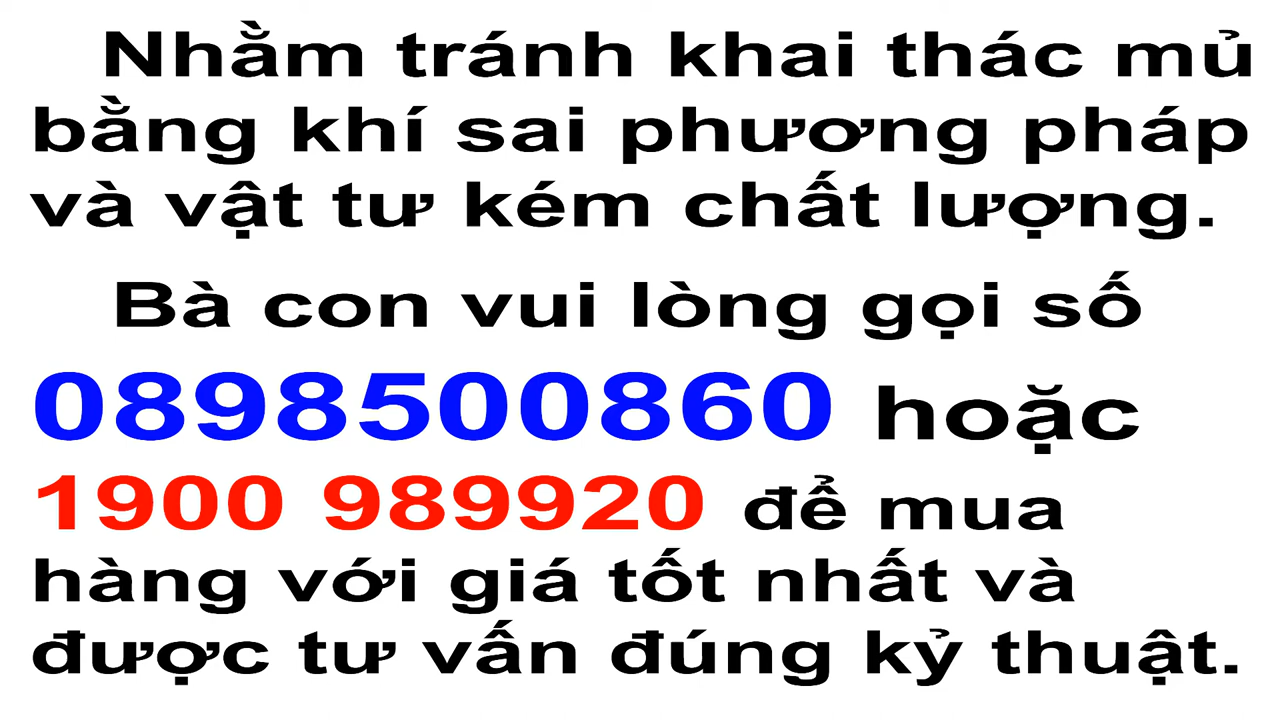 Nhằm tránh khai thác mủ
bằng khí sai phương pháp
và vật tư kém chất lượng.
Bà con vui lòng gọi số
0898500860 hoặc
1900 989920 để mua
hàng với giá tốt nhất và
được tư vấn đúng kỷ thuật.